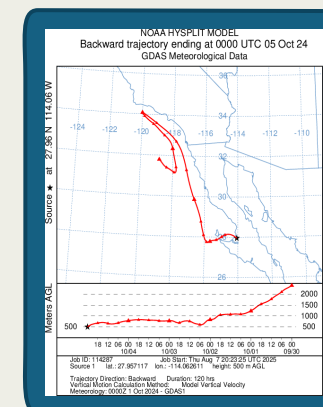 NOAA HYSPLIT MODEL
Backward trajectory ending at 0000 UTC 05 Oct 24
GDAS Meteorological Data
Source ★ at 27.96 N 114.06 W
36
-124 -122 -120 -118 -116 -114 -112 -110
34
32
30
28
26
Meters AGL
500
2000
1500
1000
500
18 12 06 00 18 12 06 00 18 12 06 00 18 12 06 00 18 12 06 00
10/04 10/03 10/02 10/01 09/30
Job ID: 114287 Job Start: Thu Aug 7 20:23:25 UTC 2025
Source 1 lat.: 27.957117 lon.: -114.062611 height: 500 m AGL
Trajectory Direction: Backward Duration: 120 hrs
Vertical Motion Calculation Method: Model Vertical Velocity
Meteorology: 0000Z 1 Oct 2024 - GDAS1